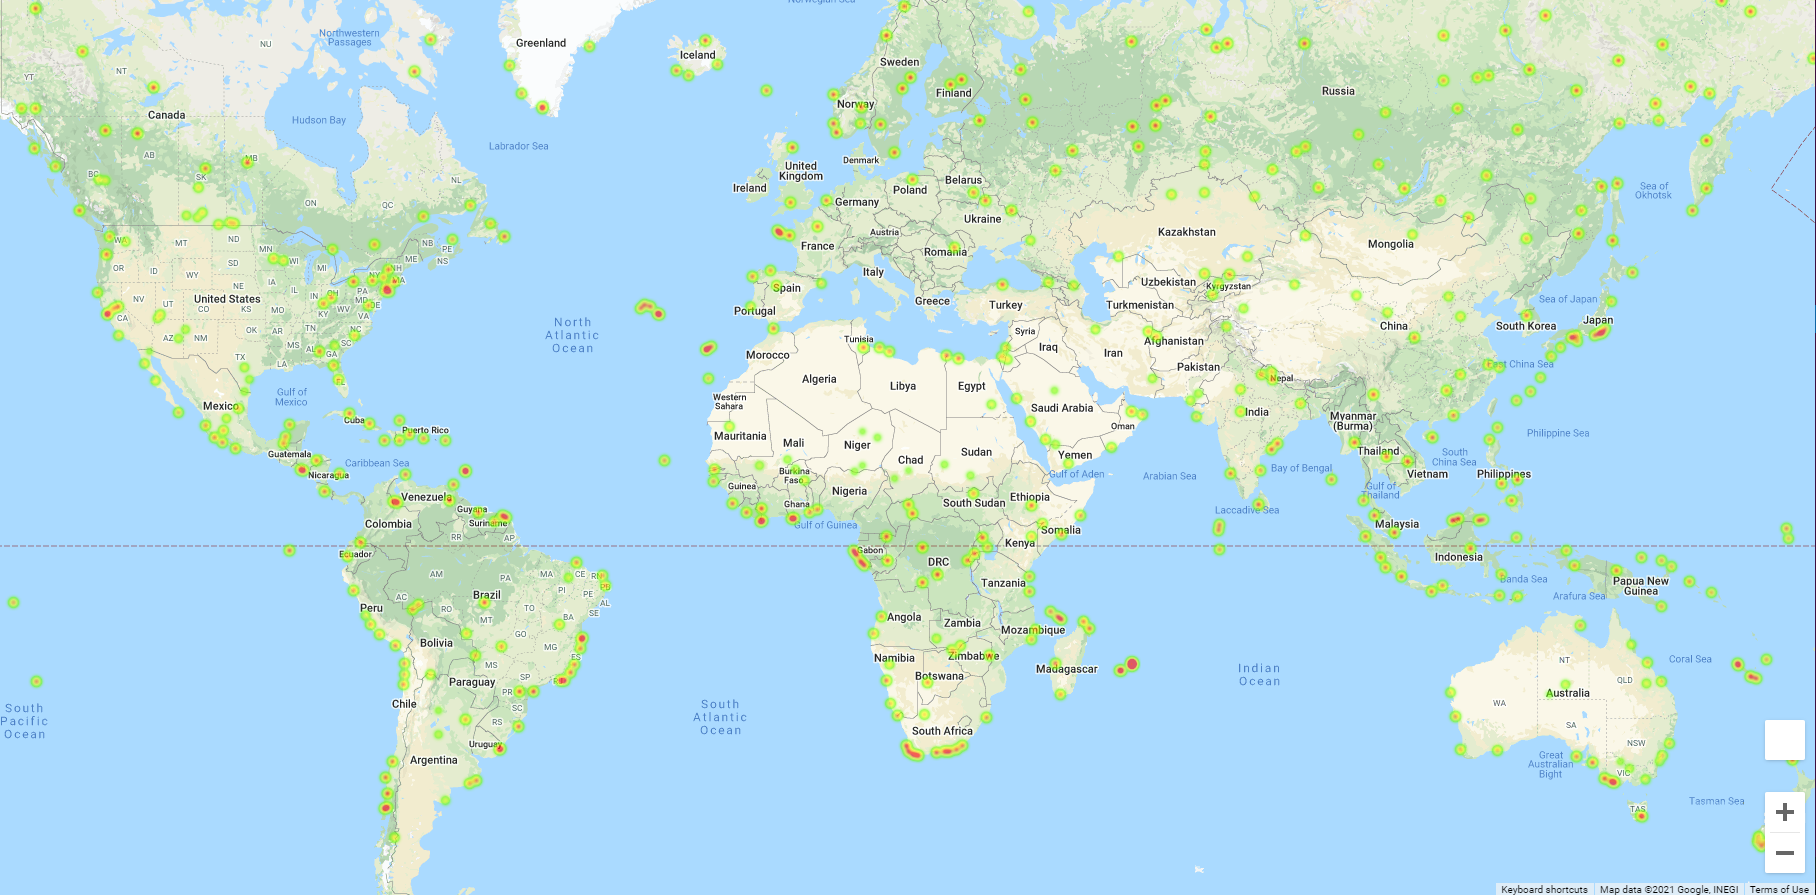 Norwegian Sea
Greenland
Northwestern
Passages
NU
Iceland
Sweden
YT
NT
Finland
Russia
Norway
Canada
Hudson Bay
Labrador Sea
AB
MB
BC
SK
Denmark
United
Kingdom
Ireland
Belarus
Poland
NL
ON
QC
Germany
Sea of
Okhotsk
Ukraine
Kazakhstan
WA
MT
ND
NB
PE
NS
ME
MN
Austria
France
Romania
Mongolia
OR
ID
WY
SD
WI
MI
NY
NH
MA
Italy
Spain
Uzbekistan
Kyrgyzstan
United States
NE
IA
IL
IN
OH
PA
NV
UT
CO
KS
MO
KY
WV
DE
VA
CA
Portugal
Greece
Turkey
Turkmenistan
Sea of Japan
Japan
South Korea
China
North
Atlantic
Ocean
AZ
NM
OK
AR
TN
NC
SC
MS
AL
GA
TX
LA
FL
Tunisia
Syria
Morocco
Iraq
Iran
Afghanistan
Pakistan
East China Sea
Nepal
Algeria
Libya
Egypt
Gulf of
Mexico
Western
Sahara
Mexico
Cuba
Puerto Rico
Saudi Arabia
Oman
India
Myanmar
(Burma)
Philippine Sea
Mauritania
Mali
Niger
Chad
Sudan
Yemen
Guatemala
Caribbean Sea
Nicaragua
Burkina
Faso
Gulf of Aden
Arabian Sea
Bay of Bengal
Thailand
South
China Sea
Vietnam
Philippines
Gulf of
Thailand
Guinea
Nigeria
Ghana
South Sudan
Ethiopia
Venezuela
Guyana
Suriname
Colombia
Gulf of Guinea
Laccadive Sea
Malaysia
Somalia
RR
AP
Ecuador
Gabon
Kenya
DRC
Indonesia
AM
PA
MA
CE
RN
PB
PI
PE
AL
SE
Tanzania
Banda Sea
Papua New
Guinea
Arafura Sea
AC
RO
TO
BA
Brazil
Peru
MT
Angola
Zambia
Mozambique
GO
Bolivia
MG
ES
MS
Namibia
Zimbabwe
Madagascar
Botswana
Indian
Ocean
Coral Sea
NT
QLD
Australia
WA
SA
NSW
VIC
TAS
Paraguay
SP
PR
SC
RS
Chile
South
Pacific
Ocean
South
Atlantic
Ocean
South Africa
Uruguay
Argentina
Great
Australian
Bight
Tasman Sea
Keyboard shortcuts
Map data ©2021 Google, INEGI
Terms of Use